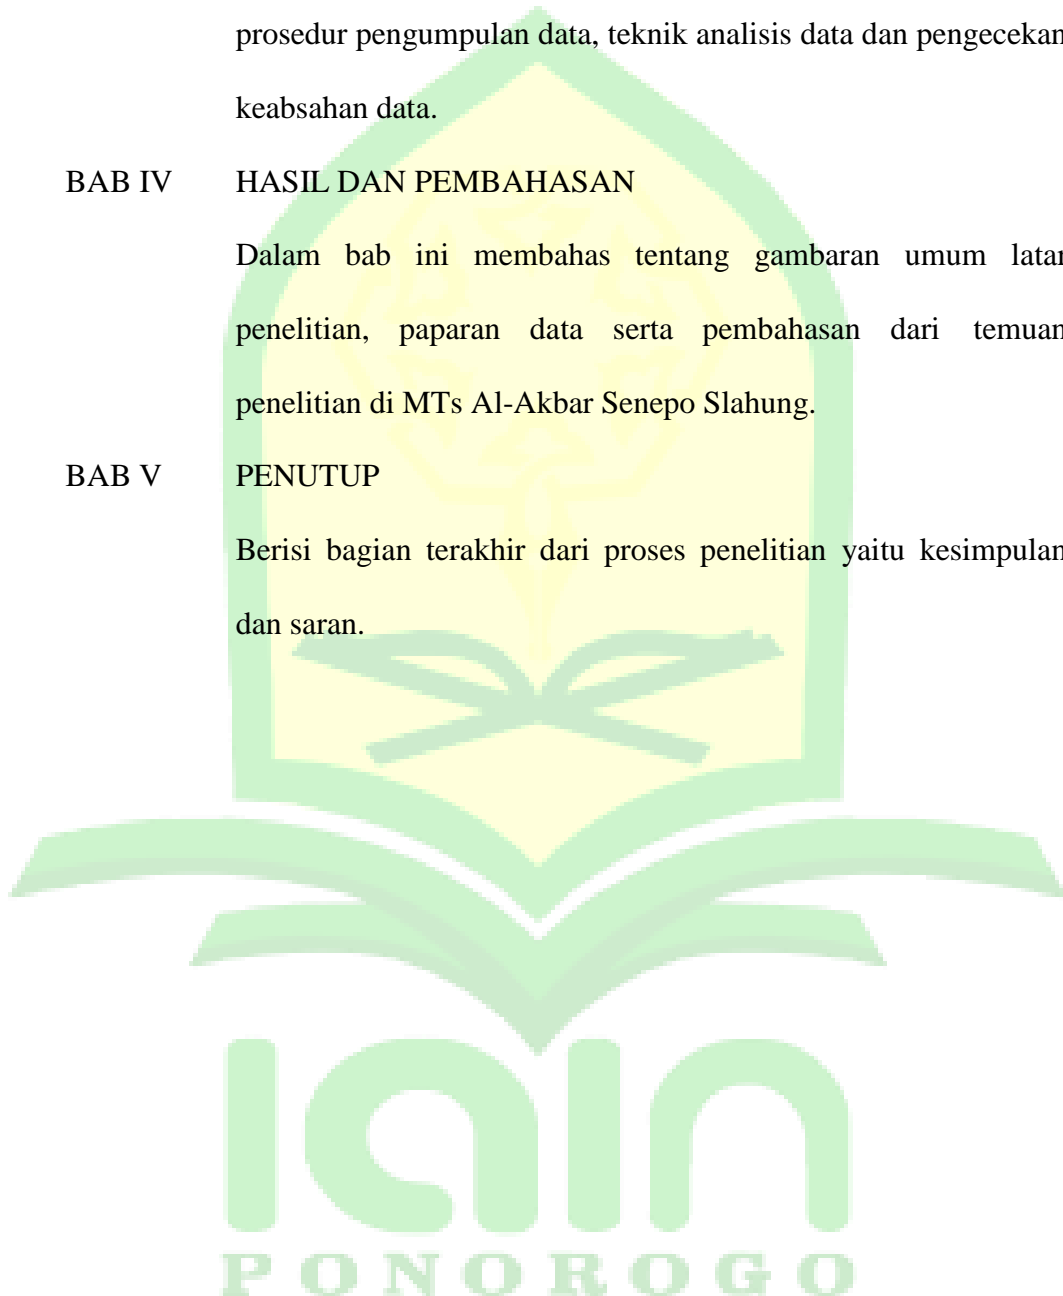 prosedur pengumpulan data, teknik analisis data dan pengecekan
keabsahan data.
BAB IV HASIL DAN PEMBAHASAN
Dalam bab ini membahas tentang gambaran umum latar
penelitian, paparan data serta pembahasan dari temuan
penelitian di MTs Al-Akbar Senepo Slahung.
BAB V PENUTUP
Berisi bagian terakhir dari proses penelitian yaitu kesimpulan
dan saran.
iain
PONOROGO